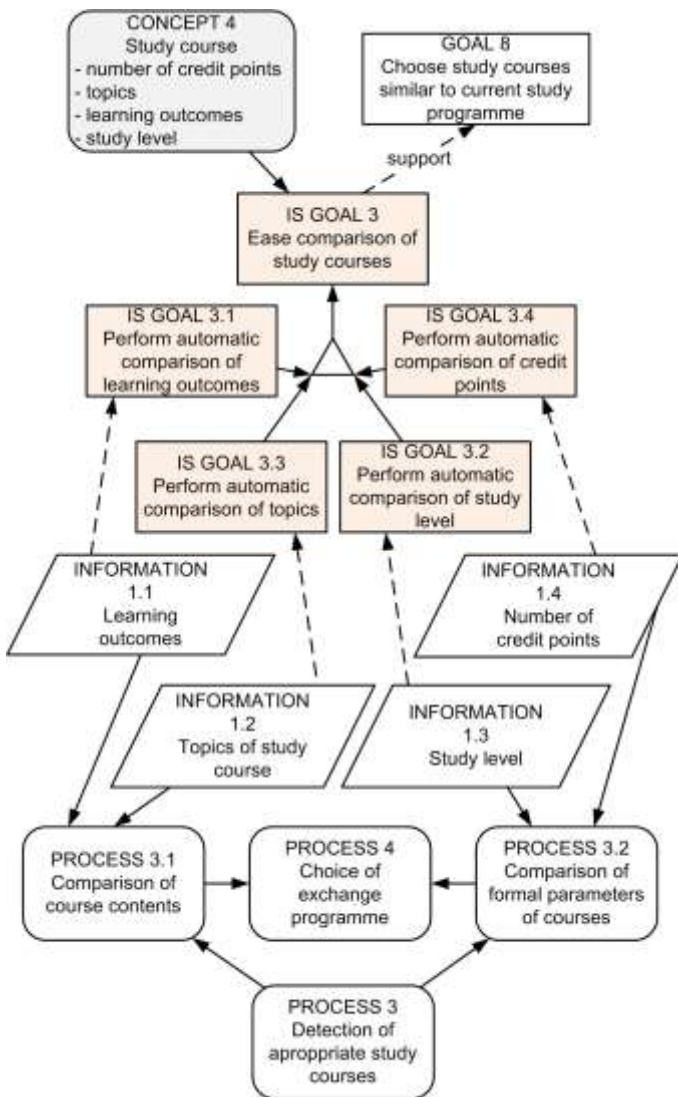 CONCEPT 4
Study course
- number of credit points
- topics
- learning outcomes
- study level
GOAL 8
Choose study courses
similar to current study
programme
support
IS GOAL 3
Ease comparison of
study courses
IS GOAL 3.1
Perform automatic
comparison of
learning outcomes
IS GOAL 3.4
Perform automatic
comparison of credit
points
IS GOAL 3.3
Perform automatic
comparison of topics
IS GOAL 3.2
Perform automatic
comparison of study
level
INFORMATION
1.1
Learning
outcomes
INFORMATION
1.4
Number of
credit points
INFORMATION
1.2
Topics of study
course
INFORMATION
1.3
Study level
PROCESS 3.1
Comparison of
course contents
PROCESS 4
Choice of
exchange
programme
PROCESS 3.2
Comparison of
formal parameters
of courses
PROCESS 3
Detection of
aproppriate study
courses